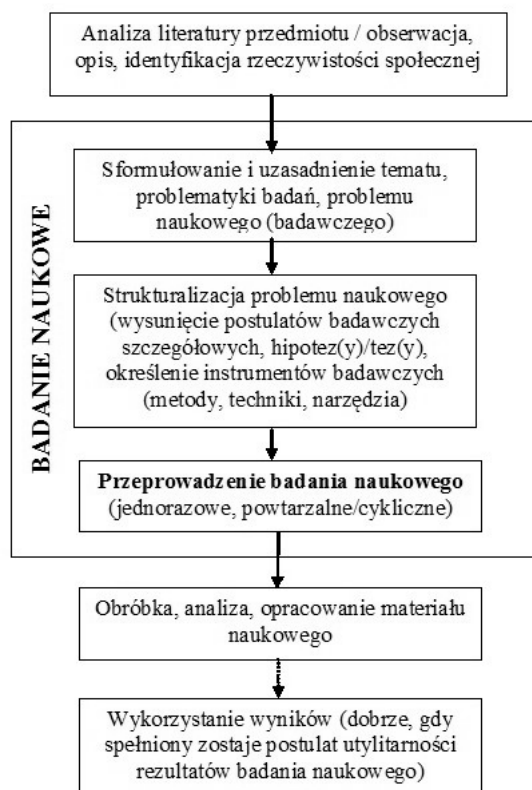 Analiza literatury przedmiotu / obserwacja,
opis, identyfikacja rzeczywistości społecznej
BADANIE NAUKOWE
Sformułowanie i uzasadnienie tematu,
problematyki badań, problemu
naukowego (badawczego)
Strukturalizacja problemu naukowego
(wysunięcie postulatów badawczych
szczegółowych, hipotez(y)/tez(y),
określenie instrumentów badawczych
(metody, techniki, narzędzia)
Przeprowadzenie badania naukowego
(jednorazowe, powtarzalne/cykliczne)
Obróbka, analiza, opracowanie materiału
naukowego
Wykorzystanie wyników (dobrze, gdy
spełniony zostaje postulat utylitarności
rezultatów badania naukowego)